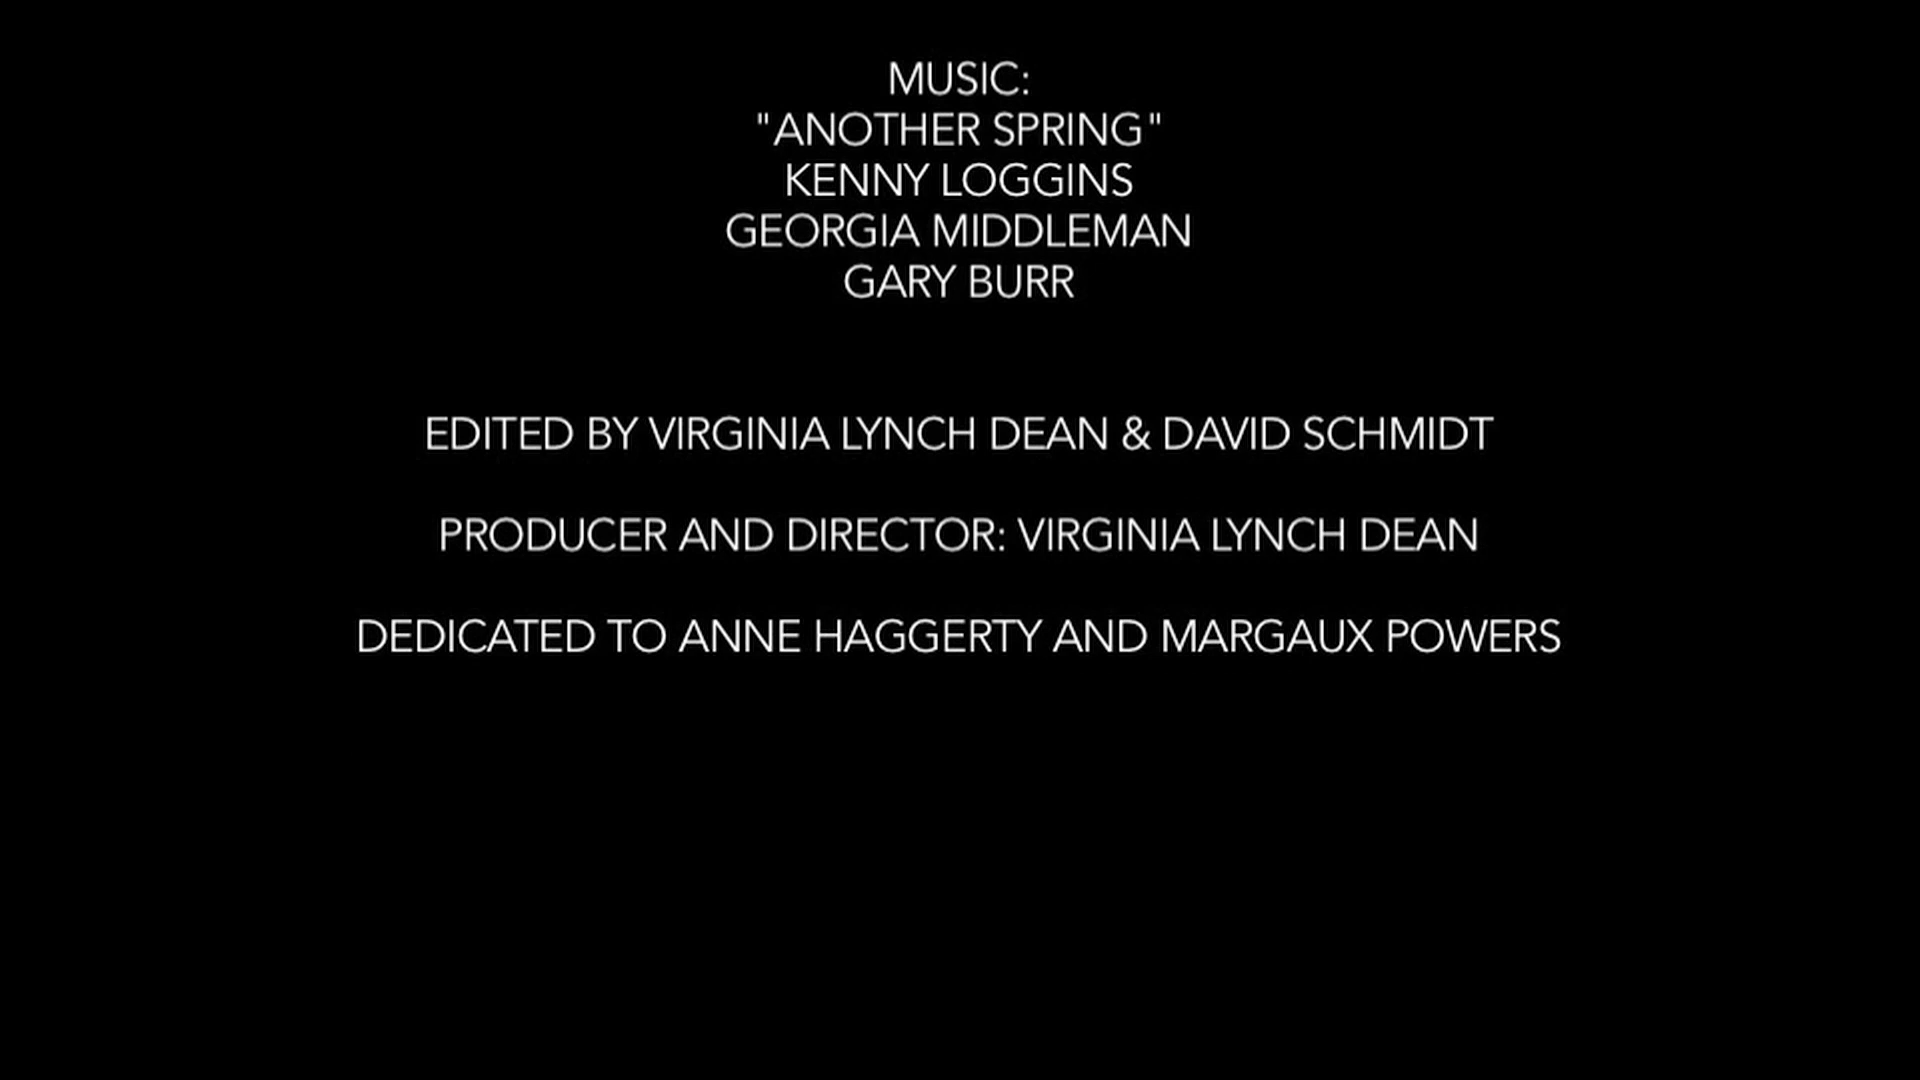 MUSIC:
"ANOTHER SPRING"
KENNY LOGGINS
GEORGIA MIDDLEMAN
GARY BURR
EDITED BY VIRGINIA LYNCH DEAN & DAVID SCHMIDT
PRODUCER AND DIRECTOR: VIRGINIA LYNCH DEAN
DEDICATED TO ANNE HAGGERTY AND MARGAUX POWERS